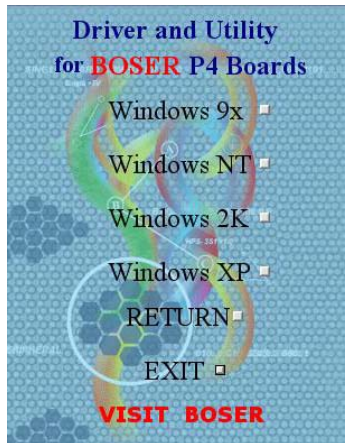 Driver and Utility
for BOSER P4 Boards
Windows 9x
Windows NT
Windows 2K
Windows XP
RETURN
EXIT
VISIT BOSER